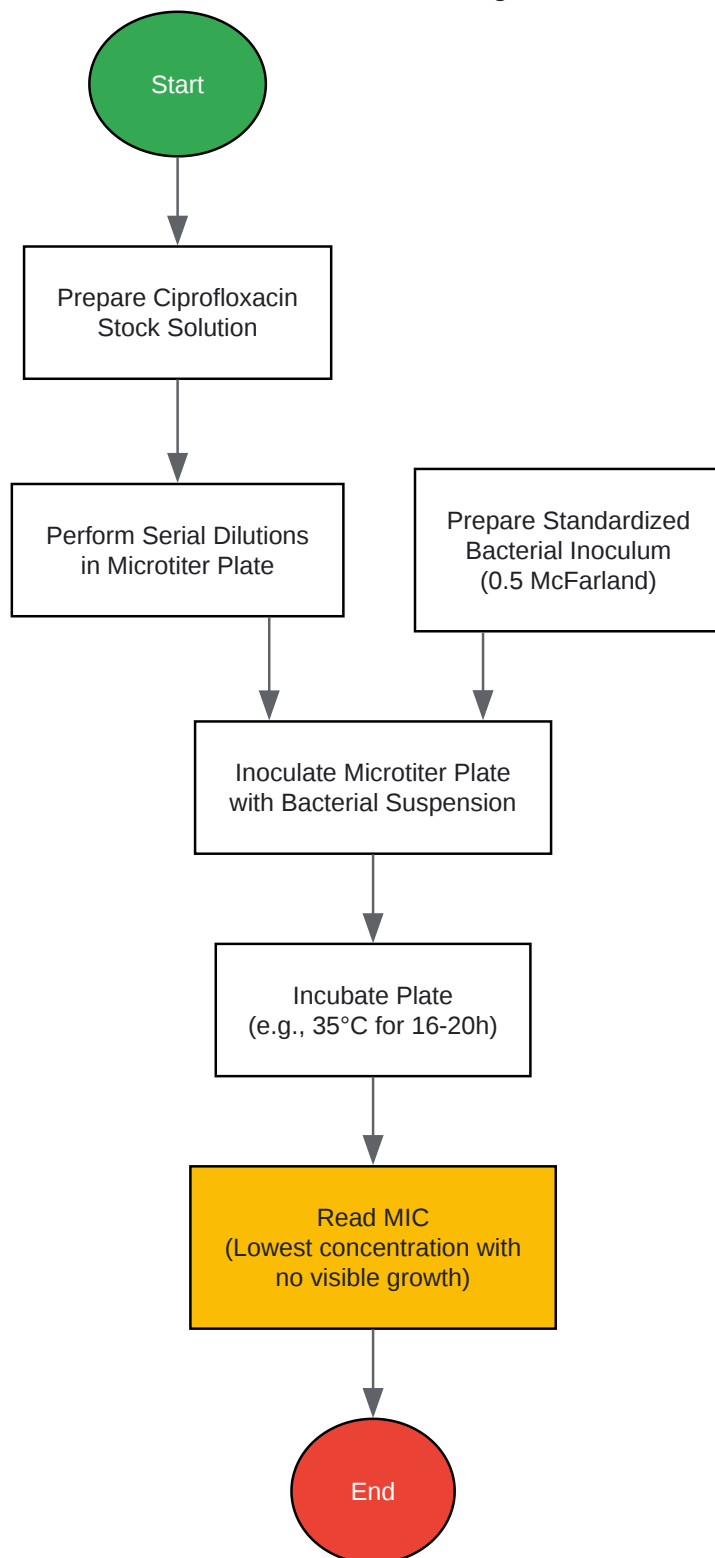 Start
Prepare Ciprofloxacin
Stock Solution
Perform Serial Dilutions
in Microtiter Plate
Prepare Standardized
Bacterial Inoculum
(0.5 McFarland)
Inoculate Microtiter Plate
with Bacterial Suspension
Incubate Plate
(e.g., 35°C for 16-20h)
Read MIC
(Lowest concentration with
no visible growth)
End